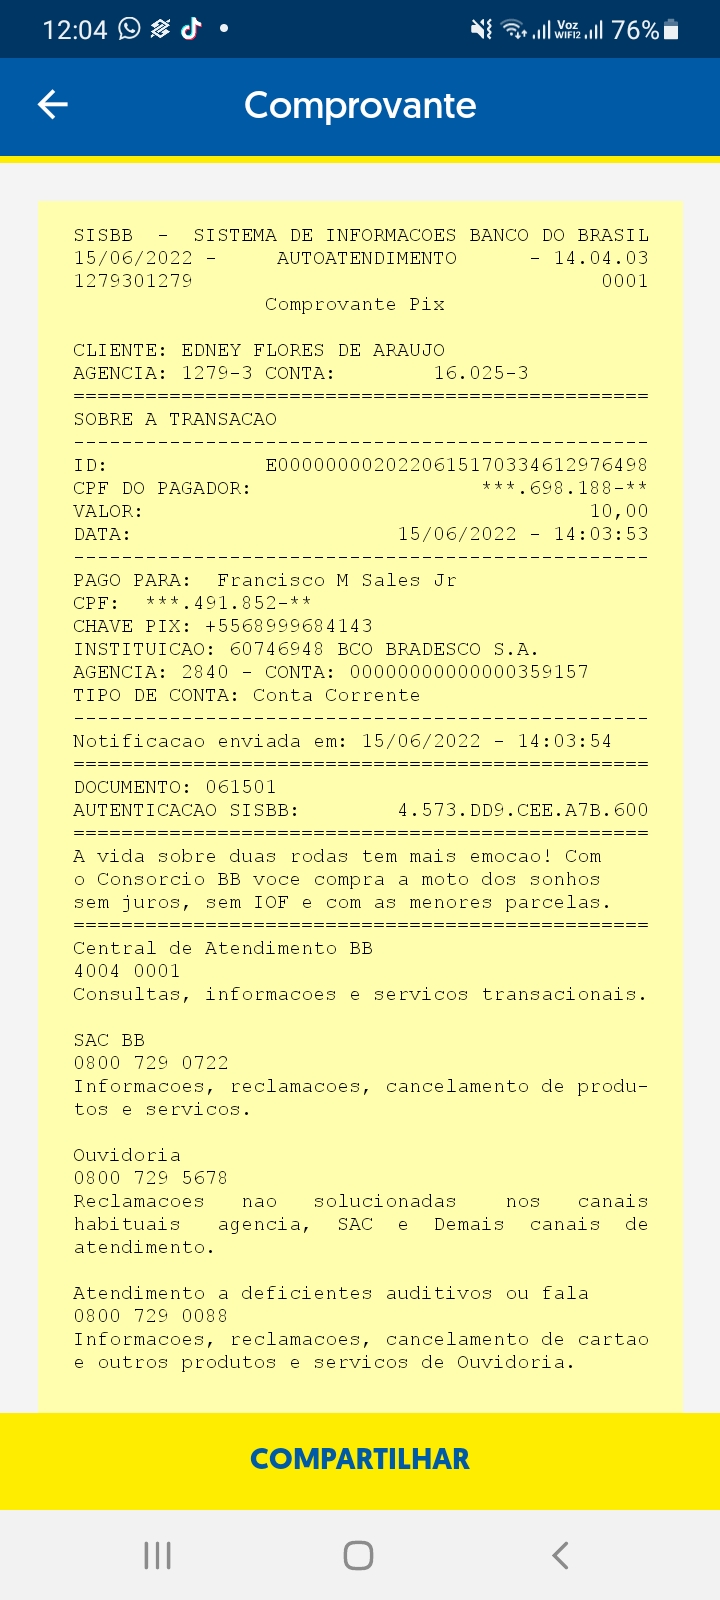 12:04 Voz WIFI2 76%
Comprovante
SISBB - SISTEMA DE INFORMACOES BANCO DO BRASIL
15/06/2022 - AUTOATENDIMENTO - 14.04.03
1279301279 0001
Comprovante Pix
CLIENTE: EDNEY FLORES DE ARAUJO
AGENCIA: 1279-3 CONTA: 16.025-3
================================================
SOBRE A TRANSACAO
------------------------------------------------
ID: E0000000020220615170334612976498
CPF DO PAGADOR: ***.698.188-**
VALOR: 10,00
DATA: 15/06/2022 - 14:03:53
------------------------------------------------
PAGO PARA: Francisco M Sales Jr
CPF: ***.491.852-**
CHAVE PIX: +5568999684143
INSTITUICAO: 60746948 BCO BRADESCO S.A.
AGENCIA: 2840 - CONTA: 00000000000000359157
TIPO DE CONTA: Conta Corrente
------------------------------------------------
Notificacao enviada em: 15/06/2022 - 14:03:54
================================================
DOCUMENTO: 061501
AUTENTICACAO SISBB: 4.573.DD9.CEE.A7B.600
================================================
A vida sobre duas rodas tem mais emocao! Com
o Consorcio BB voce compra a moto dos sonhos
sem juros, sem IOF e com as menores parcelas.
================================================
Central de Atendimento BB
4004 0001
Consultas, informacoes e servicos transacionais.
SAC BB
0800 729 0722
Informacoes, reclamacoes, cancelamento de produ-
tos e servicos.
Ouvidoria
0800 729 5678
Reclamacoes nao solucionadas nos canais
habituais agencia, SAC e Demais canais de
atendimento.
Atendimento a deficientes auditivos ou fala
0800 729 0088
Informacoes, reclamacoes, cancelamento de cartao
e outros produtos e servicos de Ouvidoria.
COMPARTILHAR